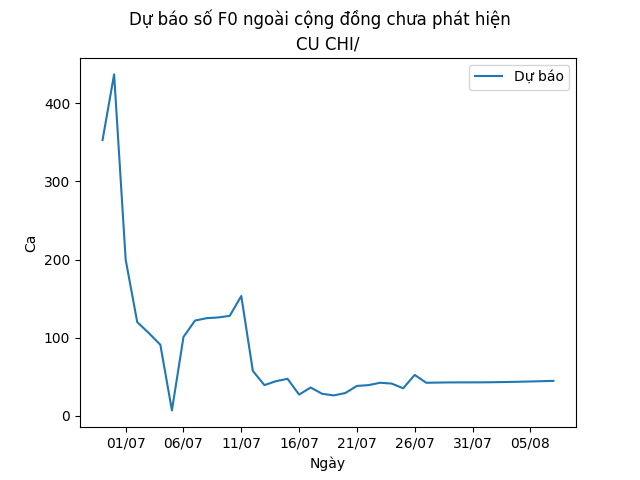 Dự báo số F0 ngoài cộng đồng chưa phát hiện
CU CHI/
Dự báo
400
300
200
100
0
Ca
01/07 06/07 11/07 16/07 21/07 26/07 31/07 05/08
Ngày